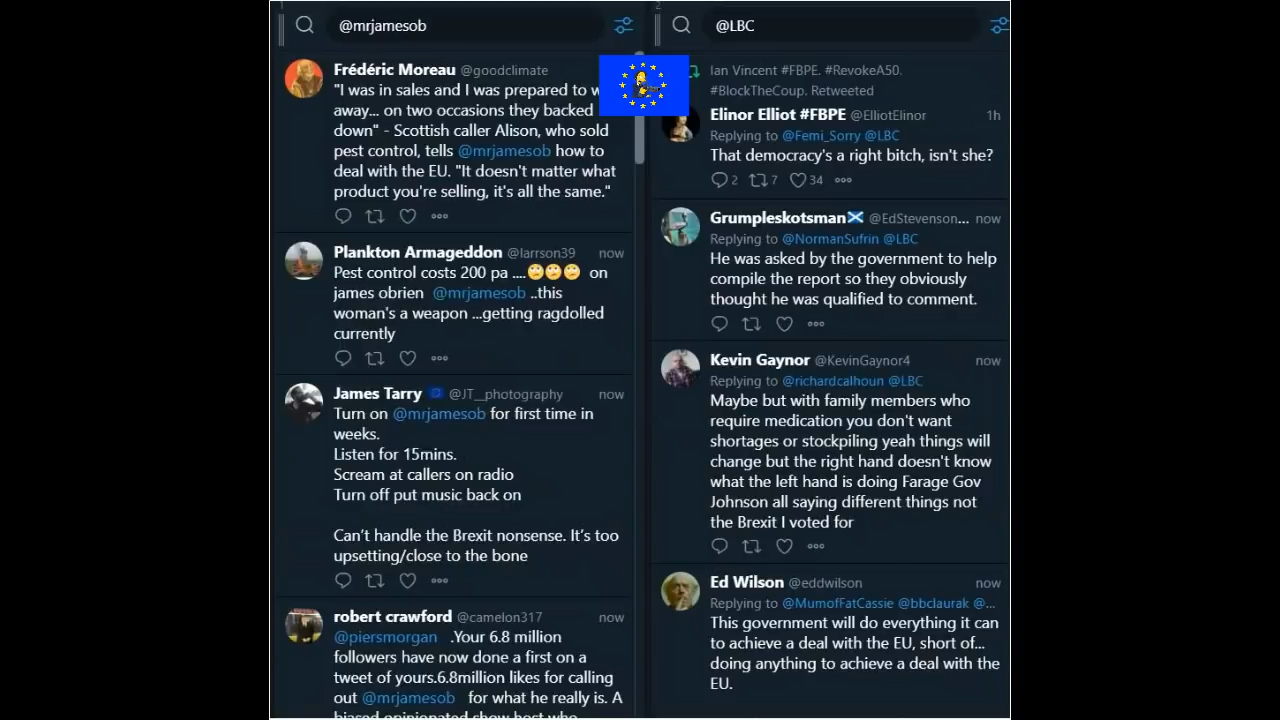 @mrjamesob
Frédéric Moreau @goodclimate
"I was in sales and I was prepared to
away... on two occasions they backed
down" - Scottish caller Alison, who sold
pest control, tells @mrjamesob how to
deal with the EU. "It doesn't matter what
product you're selling, it's all the same."
Plankton Armageddon @larrson39 now
Pest control costs 200 pa ....🙄🙄🙄 on
james obrien @mrjamesob ..this
woman's a weapon ...getting ragdolled
currently
James Tarry 🇪🇺 @JT__photography now
Turn on @mrjamesob for first time in
weeks.
Listen for 15mins.
Scream at callers on radio
Turn off put music back on
Can't handle the Brexit nonsense. It's too
upsetting/close to the bone
robert crawford @camelon317 now
@piersmorgan .Your 6.8 million
followers have now done a first on a
tweet of yours.6.8million likes for calling
out @mrjamesob for what he really is. A
biased opinionated show host who
2
@LBC
Ian Vincent #FBPE. #RevokeA50.
#BlockTheCoup. Retweeted
Elinor Elliot #FBPE @ElliotElinor 1h
Replying to @Femi_Sorry @LBC
That democracy's a right bitch, isn't she?
2 7 34
Grumpleskotsman🏴󠁧󠁢󠁳󠁣󠁴󠁿 @EdStevenson... now
Replying to @NormanSufrin @LBC
He was asked by the government to help
compile the report so they obviously
thought he was qualified to comment.
Kevin Gaynor @KevinGaynor4 now
Replying to @richardcalhoun @LBC
Maybe but with family members who
require medication you don't want
shortages or stockpiling yeah things will
change but the right hand doesn't know
what the left hand is doing Farage Gov
Johnson all saying different things not
the Brexit I voted for
Ed Wilson @eddwilson now
Replying to @MumofFatCassie @bbclaurak @...
This government will do everything it can
to achieve a deal with the EU, short of...
doing anything to achieve a deal with the
EU.